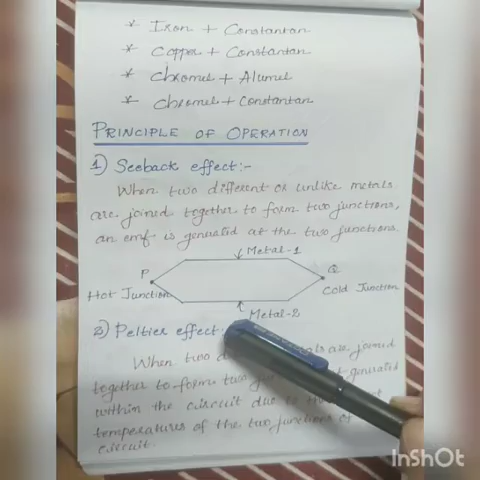 * Iron + Constantan
* Copper + Constantan
* Chromel + Alumel
* Chromel + Constantan
PRINCIPLE OF OPERATION
1) Seeback effect:-
When two different or unlike metals
are joined together to form two junctions,
an emf is generated at the two junctions.
Metal-1
P
Q
Hot Junction
Cold Junction
Metal-2
2) Peltier effect:
When two are joined
together to form two generated
within the circuit due to
temperatures of the two junctions of
circuit.
InShOt